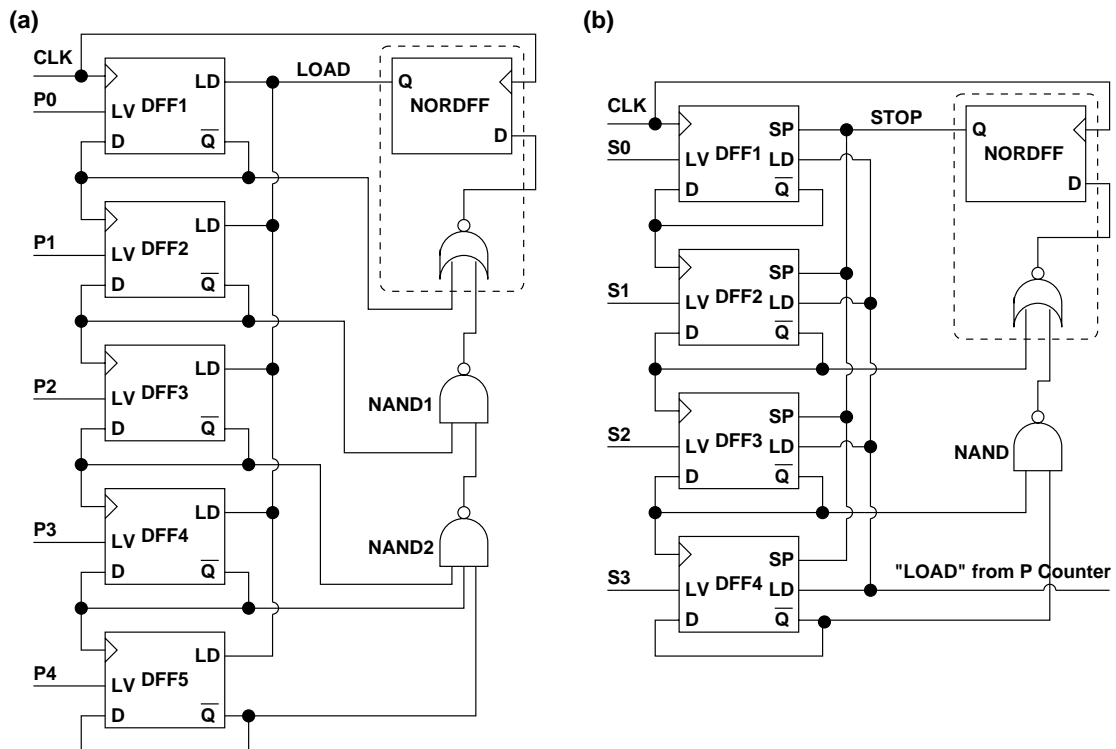 (a)
CLK
P0
LD
LV DFF1
D Q
LOAD
Q
NORDFF
D
LD
P1
LV DFF2
D Q
LD
P2
LV DFF3
D Q
NAND1
LD
P3
LV DFF4
D Q
NAND2
LD
P4
LV DFF5
D Q
(b)
CLK
S0
SP
LV DFF1 LD
D Q
STOP
Q
NORDFF
D
SP
S1
LV DFF2 LD
D Q
SP
S2
LV DFF3 LD
D Q
NAND
SP
S3
LV DFF4 LD
D Q
"LOAD" from P Counter